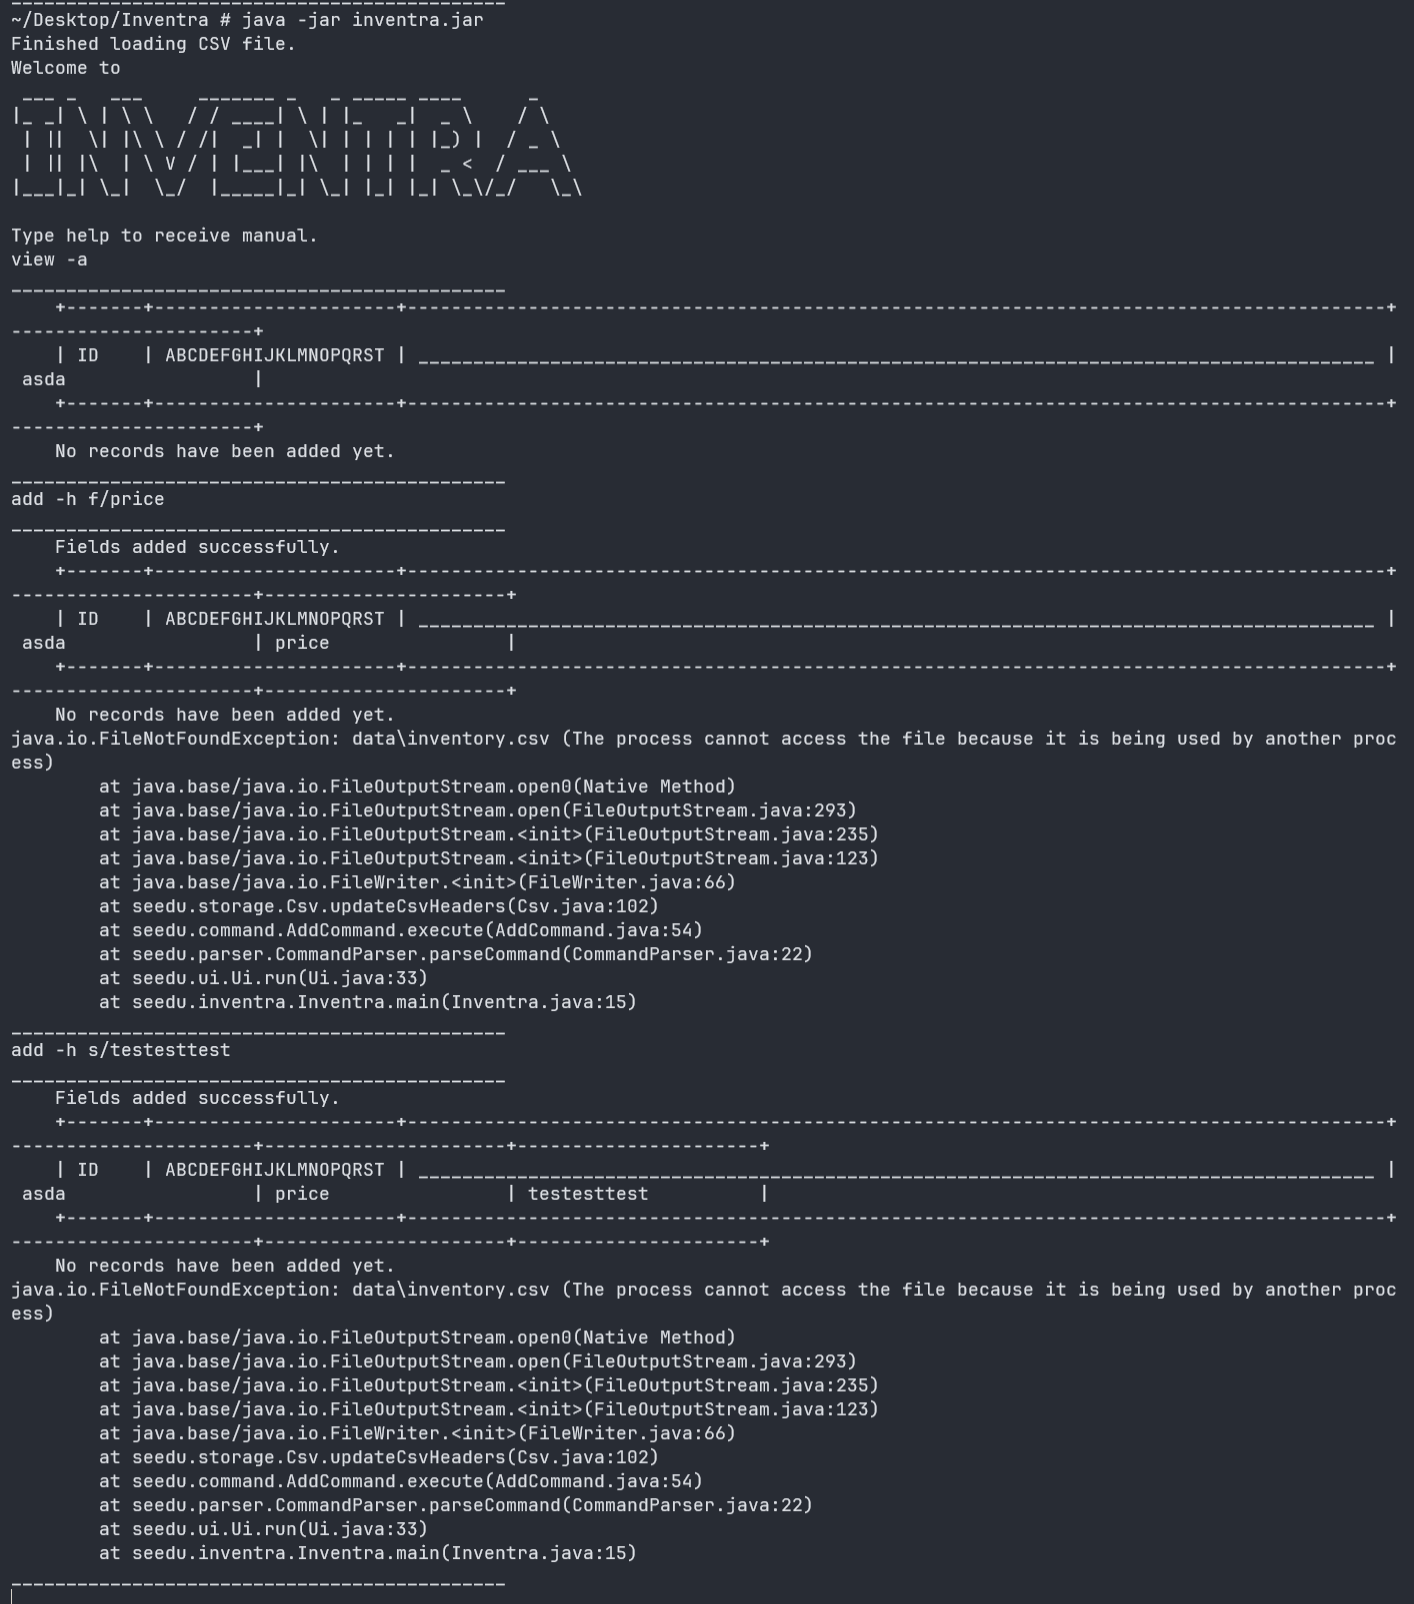 ___________________________________________
~/Desktop/Inventra # java -jar inventra.jar
Finished loading CSV file.
Welcome to
 ___ _   ___     _______ _   _ _____ ____      _
|_ _| \ | \ \   / / ____| \ | |_   _|  _ \    / \
 | ||  \| |\ \ / /|  _| |  \| | | | | |_) |  / _ \
 | || |\  | \ V / | |___| |\  | | | |  _ <  / ___ \
|___|_| \_|  \_/  |_____|_| \_| |_| |_| \_\/_/   \_\
Type help to receive manual.
view -a
_____________________________________________
    +-------+----------------------+-----------------------------------------------------------------------------------------+
----------------------+
    | ID    | ABCDEFGHIJKLMNOPQRST | _______________________________________________________________________________________ |
 asda                 |
    +-------+----------------------+-----------------------------------------------------------------------------------------+
----------------------+
    No records have been added yet.
_____________________________________________
add -h f/price
_____________________________________________
    Fields added successfully.
    +-------+----------------------+-----------------------------------------------------------------------------------------+
----------------------+----------------------+
    | ID    | ABCDEFGHIJKLMNOPQRST | _______________________________________________________________________________________ |
 asda                 | price                |
    +-------+----------------------+-----------------------------------------------------------------------------------------+
----------------------+----------------------+
    No records have been added yet.
java.io.FileNotFoundException: data\inventory.csv (The process cannot access the file because it is being used by another proc
ess)
        at java.base/java.io.FileOutputStream.open0(Native Method)
        at java.base/java.io.FileOutputStream.open(FileOutputStream.java:293)
        at java.base/java.io.FileOutputStream.<init>(FileOutputStream.java:235)
        at java.base/java.io.FileOutputStream.<init>(FileOutputStream.java:123)
        at java.base/java.io.FileWriter.<init>(FileWriter.java:66)
        at seedu.storage.Csv.updateCsvHeaders(Csv.java:102)
        at seedu.command.AddCommand.execute(AddCommand.java:54)
        at seedu.parser.CommandParser.parseCommand(CommandParser.java:22)
        at seedu.ui.Ui.run(Ui.java:33)
        at seedu.inventra.Inventra.main(Inventra.java:15)
_____________________________________________
add -h s/testesttest
_____________________________________________
    Fields added successfully.
    +-------+----------------------+-----------------------------------------------------------------------------------------+
----------------------+----------------------+----------------------+
    | ID    | ABCDEFGHIJKLMNOPQRST | _______________________________________________________________________________________ |
 asda                 | price                | testesttest          |
    +-------+----------------------+-----------------------------------------------------------------------------------------+
----------------------+----------------------+----------------------+
    No records have been added yet.
java.io.FileNotFoundException: data\inventory.csv (The process cannot access the file because it is being used by another proc
ess)
        at java.base/java.io.FileOutputStream.open0(Native Method)
        at java.base/java.io.FileOutputStream.open(FileOutputStream.java:293)
        at java.base/java.io.FileOutputStream.<init>(FileOutputStream.java:235)
        at java.base/java.io.FileOutputStream.<init>(FileOutputStream.java:123)
        at java.base/java.io.FileWriter.<init>(FileWriter.java:66)
        at seedu.storage.Csv.updateCsvHeaders(Csv.java:102)
        at seedu.command.AddCommand.execute(AddCommand.java:54)
        at seedu.parser.CommandParser.parseCommand(CommandParser.java:22)
        at seedu.ui.Ui.run(Ui.java:33)
        at seedu.inventra.Inventra.main(Inventra.java:15)
_____________________________________________